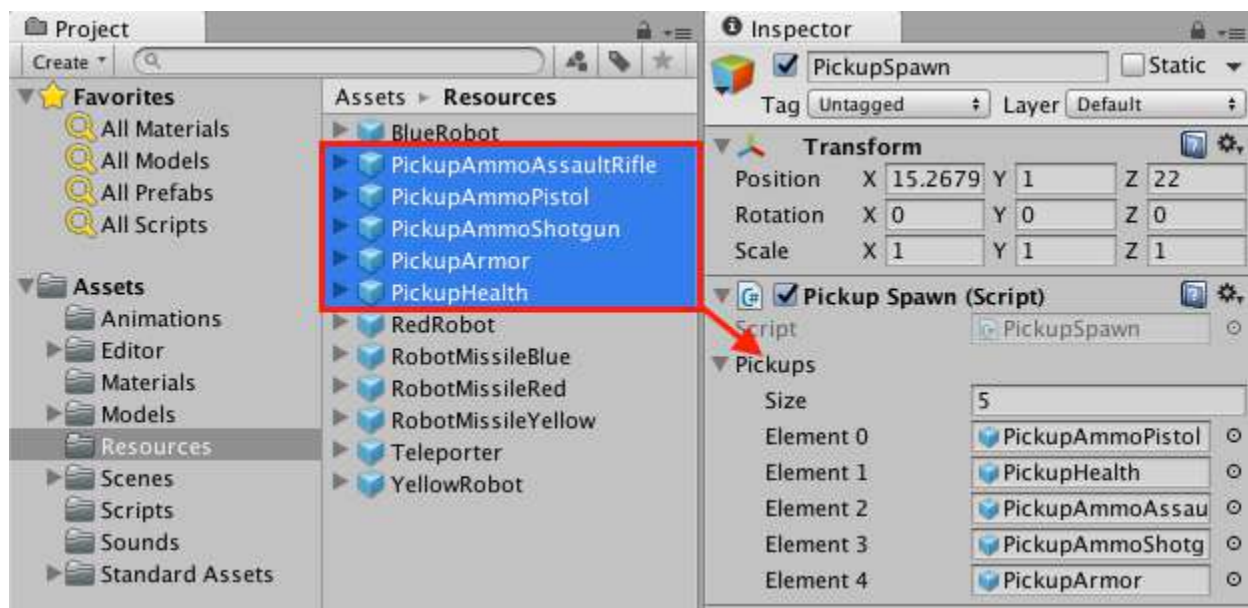 Project
Create
Favorites
All Materials
All Models
All Prefabs
All Scripts
Assets
Animations
Editor
Materials
Models
Resources
Scenes
Scripts
Sounds
Standard Assets
Assets ▸ Resources
BlueRobot
PickupAmmoAssaultRifle
PickupAmmoPistol
PickupAmmoShotgun
PickupArmor
PickupHealth
RedRobot
RobotMissileBlue
RobotMissileRed
RobotMissileYellow
Teleporter
YellowRobot
Inspector
PickupSpawn Static
Tag Untagged Layer Default
Transform
Position X 15.2679 Y 1 Z 22
Rotation X 0 Y 0 Z 0
Scale X 1 Y 1 Z 1
C# Pickup Spawn (Script)
Script PickupSpawn
Pickups
Size 5
Element 0 PickupAmmoPistol
Element 1 PickupHealth
Element 2 PickupAmmoAssau
Element 3 PickupAmmoShotg
Element 4 PickupArmor